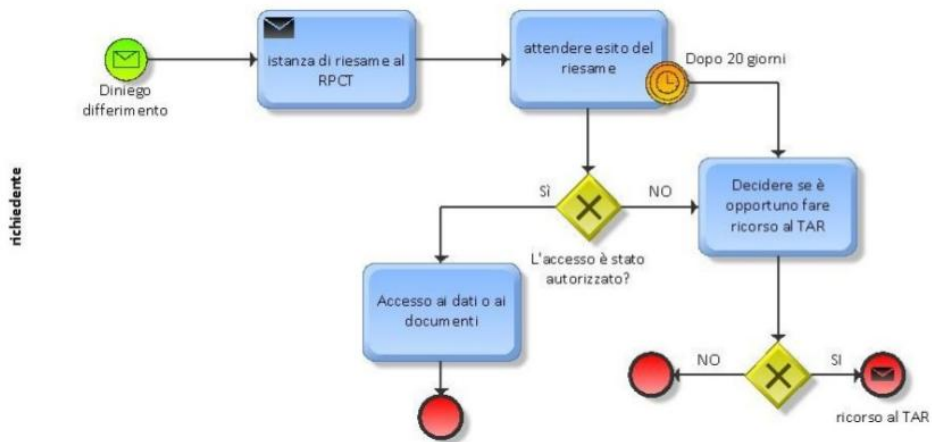 richiedente
Diniego
differimento
istanza di riesame al
RPCT
attendere esito del
riesame
Dopo 20 giorni
Sì
NO
L'accesso è stato
autorizzato?
Decidere se è
opportuno fare
ricorso al TAR
Accesso ai dati o ai
documenti
NO
SI
ricorso al TAR